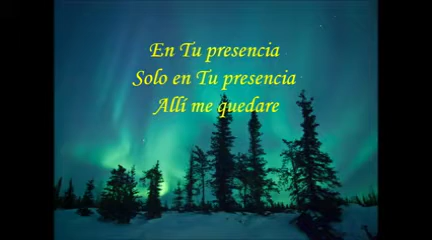 En Tu presencia
Solo en Tu presencia
Allí me quedare